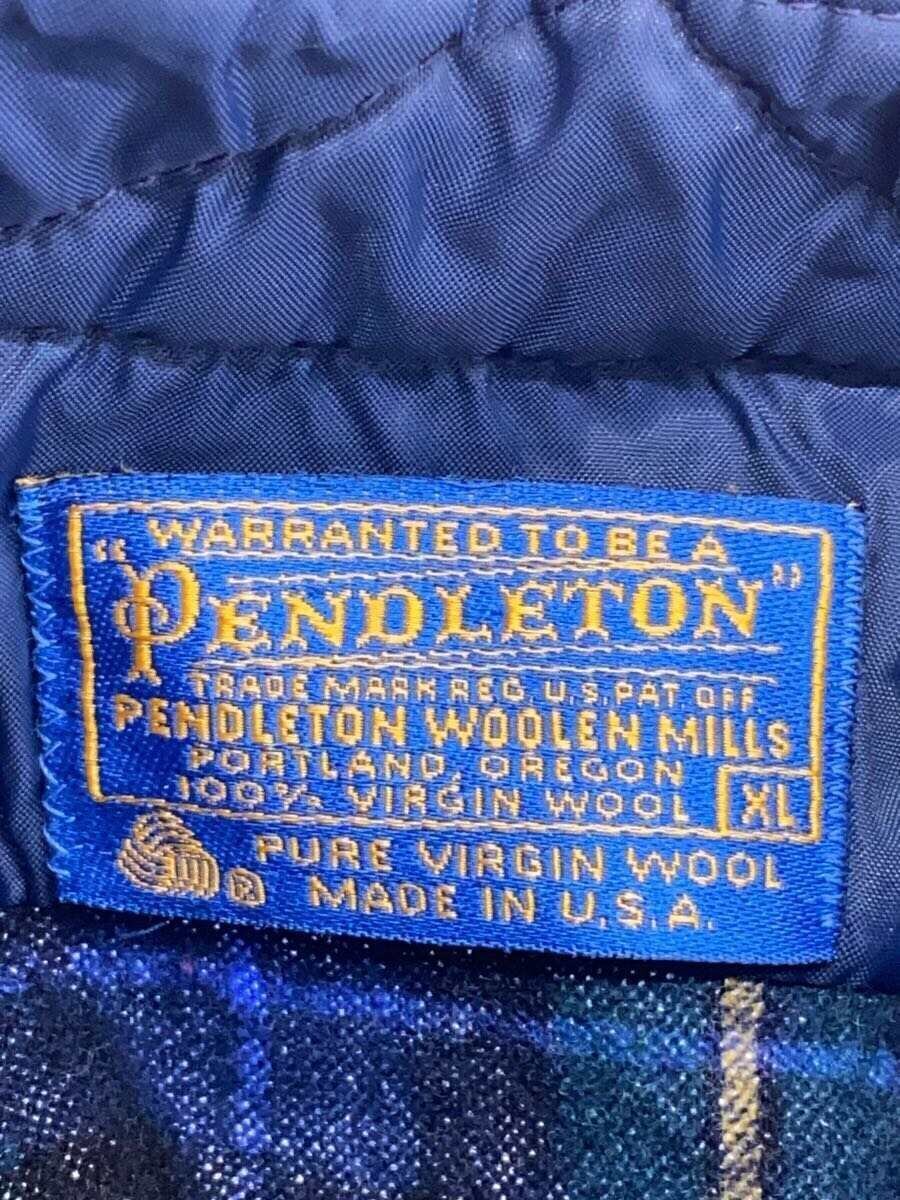 WARRANTED TO BE A
"PENDLETON"
TRADE MARK REG. U.S. PAT. OFF.
PENDLETON WOOLEN MILLS
PORTLAND, OREGON
100% VIRGIN WOOL XL
® PURE VIRGIN WOOL
MADE IN U.S.A.